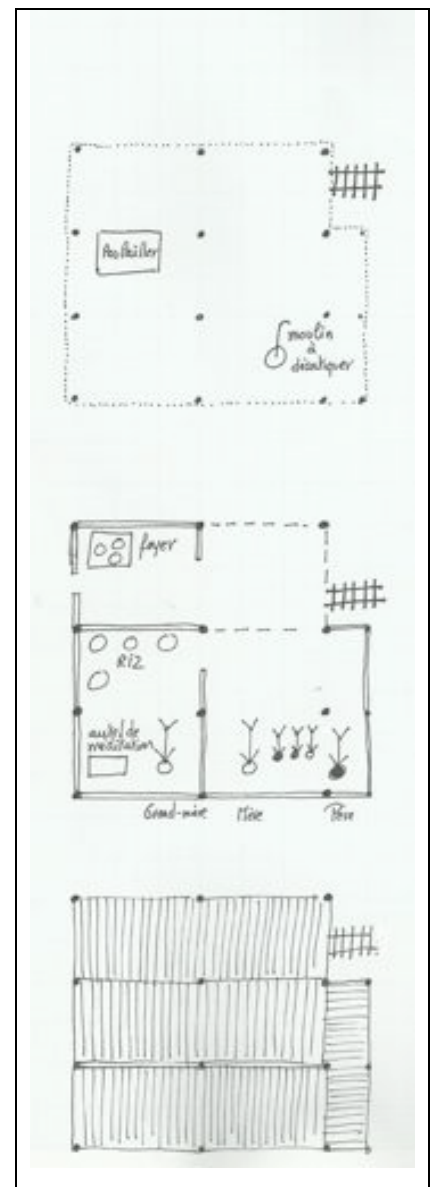 Poulailler
moulin
à
décortiquer
foyer
RIZ
autel de
méditation
Grand-mère
Mère
Père